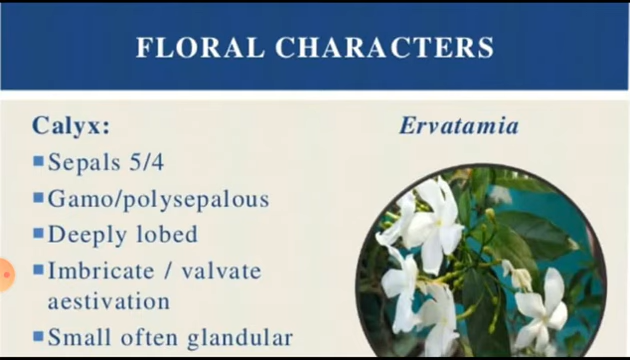 FLORAL CHARACTERS
Calyx:
Ervatamia
▪Sepals 5/4
▪Gamo/polysepalous
▪Deeply lobed
▪Imbricate / valvate
aestivation
▪Small often glandular